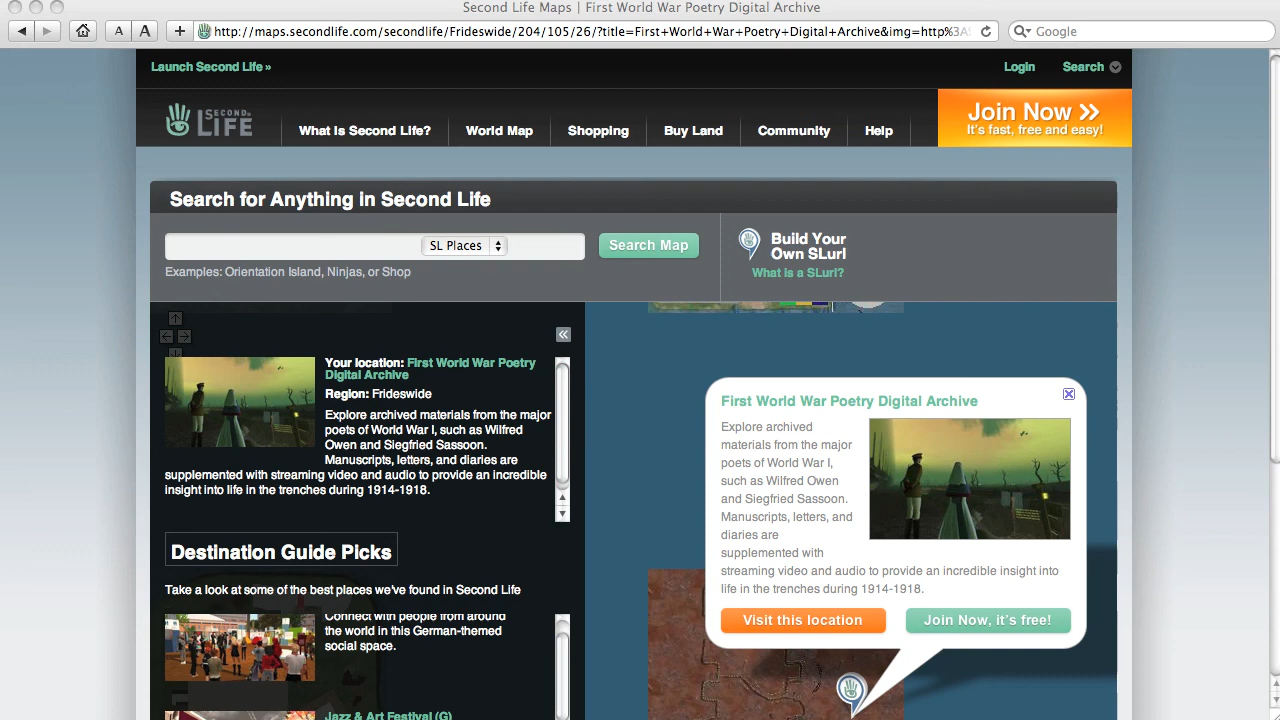 Second Life Maps | First World War Poetry Digital Archive
A A + http://maps.secondlife.com/secondlife/Frideswide/204/105/26/?title=First+World+War+Poetry+Digital+Archive&img=http%3A Google
Launch Second Life »
Login Search
SECOND LIFE
What Is Second Life? World Map Shopping Buy Land Community Help
Join Now >>
It's fast, free and easy!
Search for Anything in Second Life
SL Places
Search Map
Examples: Orientation Island, Ninjas, or Shop
Build Your
Own SLurl
What is a SLurl?
«
Your location: First World War Poetry
Digital Archive
Region: Frideswide
Explore archived materials from the major
poets of World War I, such as Wilfred
Owen and Siegfried Sassoon.
Manuscripts, letters, and diaries are
supplemented with streaming video and audio to provide an incredible
insight into life in the trenches during 1914-1918.
Destination Guide Picks
Take a look at some of the best places we've found in Second Life
Connect with people from around
the world in this German-themed
social space.
Jazz & Art Festival (G)
First World War Poetry Digital Archive
Explore archived
materials from the major
poets of World War I,
such as Wilfred Owen
and Siegfried Sassoon.
Manuscripts, letters, and
diaries are
supplemented with
streaming video and audio to provide an incredible insight into
life in the trenches during 1914-1918.
Visit this location
Join Now, it's free!